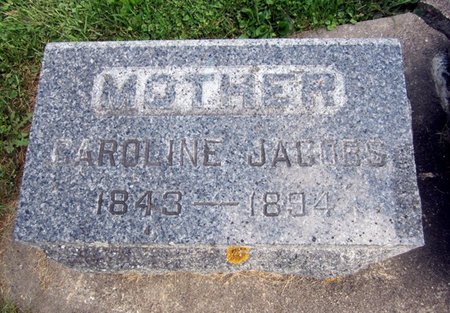 MOTHER
CAROLINE JACOBS
1843 — 1894